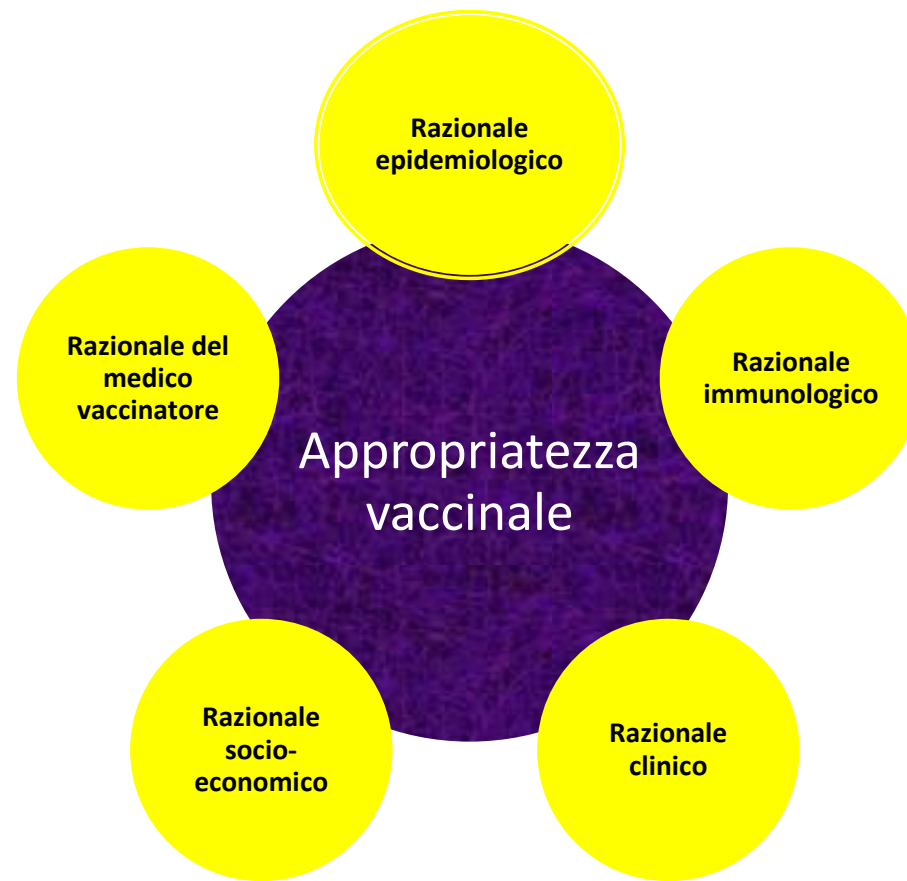 Razionale
epidemiologico
Razionale del
medico
vaccinatore
Razionale
immunologico
Appropriatezza
vaccinale
Razionale
socio-
economico
Razionale
clinico